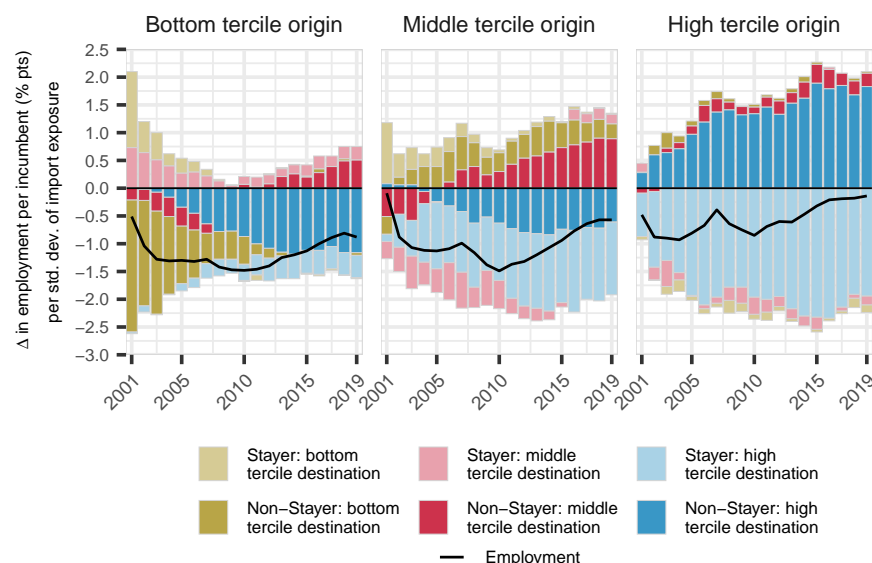 Bottom tercile origin
Middle tercile origin
High tercile origin
Δ in employment per incumbent (% pts)
per std. dev. of import exposure
2.5
2.0
1.5
1.0
0.5
0.0
−0.5
−1.0
−1.5
−2.0
−2.5
−3.0
2001
2005
2010
2015
2019
2001
2005
2010
2015
2019
2001
2005
2010
2015
2019
Stayer: bottom
tercile destination
Stayer: middle
tercile destination
Stayer: high
tercile destination
Non−Stayer: bottom
tercile destination
Non−Stayer: middle
tercile destination
Non−Stayer: high
tercile destination
Employment